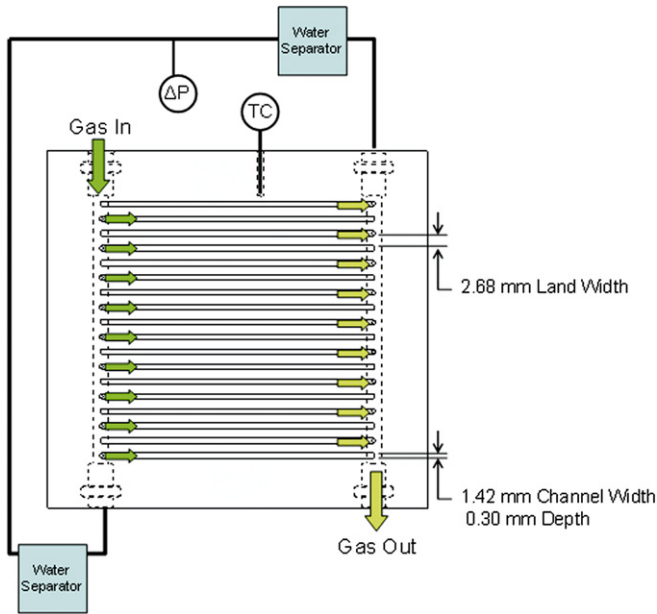 Water
Separator
ΔP
TC
Gas In
2.68 mm Land Width
1.42 mm Channel Width
0.30 mm Depth
Gas Out
Water
Separator